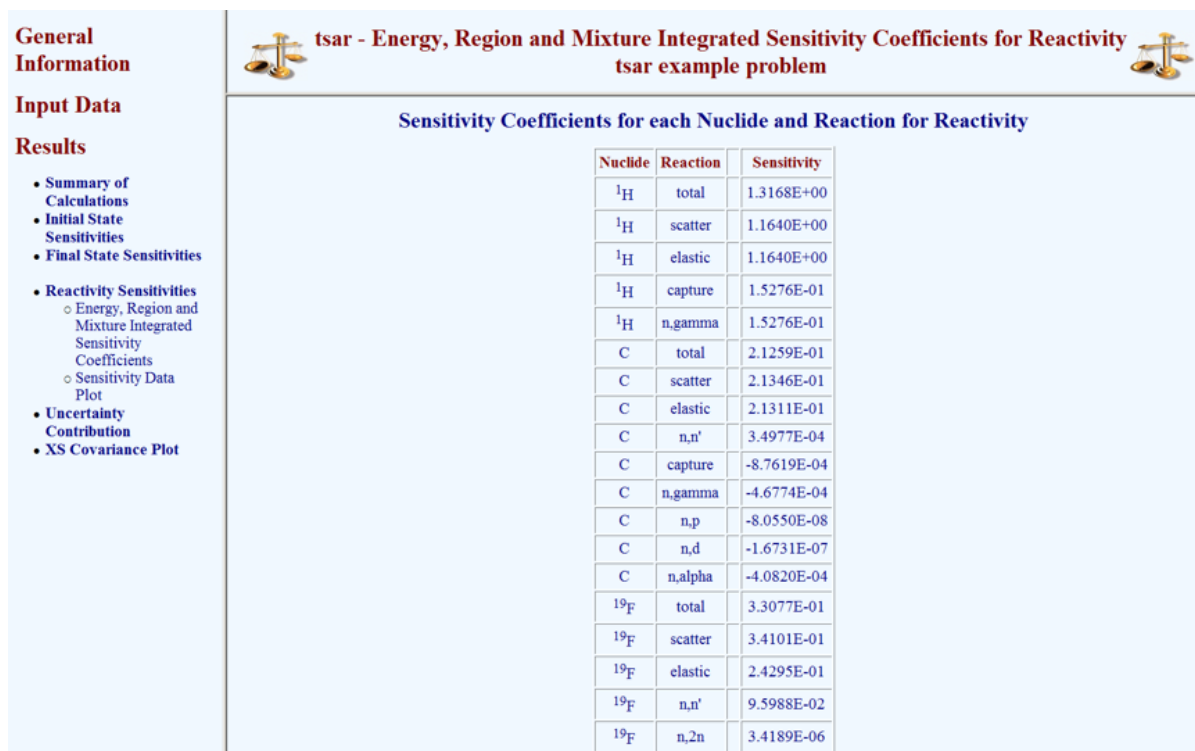 General
Information
Input Data
Results
• Summary of
Calculations
• Initial State
Sensitivities
• Final State Sensitivities
• Reactivity Sensitivities
○ Energy, Region and
Mixture Integrated
Sensitivity
Coefficients
○ Sensitivity Data
Plot
• Uncertainty
Contribution
• XS Covariance Plot
tsar - Energy, Region and Mixture Integrated Sensitivity Coefficients for Reactivity
tsar example problem
Sensitivity Coefficients for each Nuclide and Reaction for Reactivity
Nuclide Reaction Sensitivity
¹H total 1.3168E+00
¹H scatter 1.1640E+00
¹H elastic 1.1640E+00
¹H capture 1.5276E-01
¹H n,gamma 1.5276E-01
C total 2.1259E-01
C scatter 2.1346E-01
C elastic 2.1311E-01
C n,n' 3.4977E-04
C capture -8.7619E-04
C n,gamma -4.6774E-04
C n,p -8.0550E-08
C n,d -1.6731E-07
C n,alpha -4.0820E-04
¹⁹F total 3.3077E-01
¹⁹F scatter 3.4101E-01
¹⁹F elastic 2.4295E-01
¹⁹F n,n' 9.5988E-02
¹⁹F n,2n 3.4189E-06